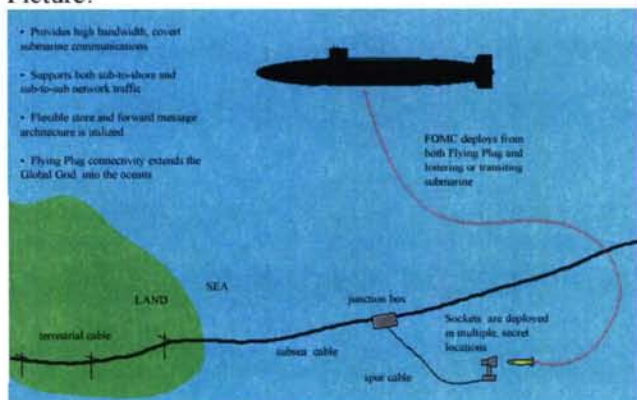 Picture:
• Provides high bandwidth, covert
submarine communications
• Supports both sub-to-shore and
sub-to-sub network traffic
• Flexible store and forward message
architecture is utilized
• Flying Plug connectivity extends the
Global Grid into the oceans
FOMC deploys from
both Flying Plug and
loitering or transiting
submarine
LAND
SEA
terrestrial cable
junction box
subsea cable
Sockets are deployed
in multiple, secret
locations
spur cable